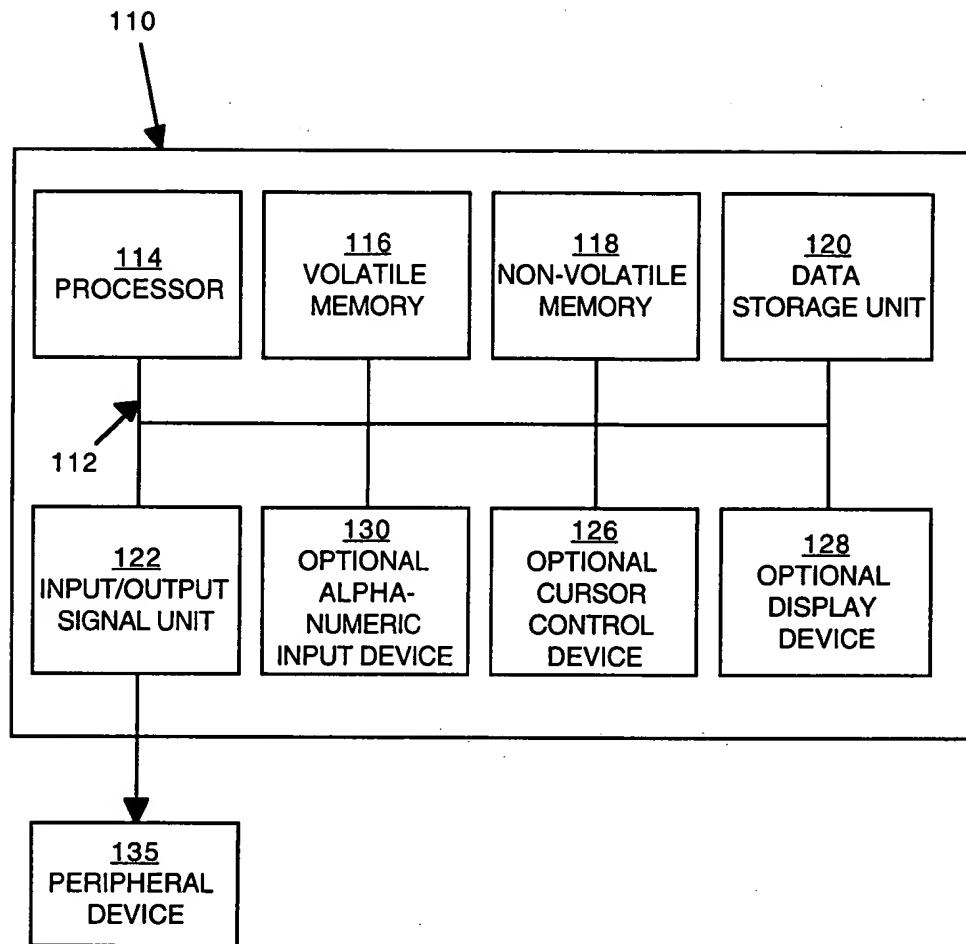 110
114
PROCESSOR
116
VOLATILE
MEMORY
118
NON-VOLATILE
MEMORY
120
DATA
STORAGE UNIT
112
122
INPUT/OUTPUT
SIGNAL UNIT
130
OPTIONAL
ALPHA-
NUMERIC
INPUT DEVICE
126
OPTIONAL
CURSOR
CONTROL
DEVICE
128
OPTIONAL
DISPLAY
DEVICE
135
PERIPHERAL
DEVICE